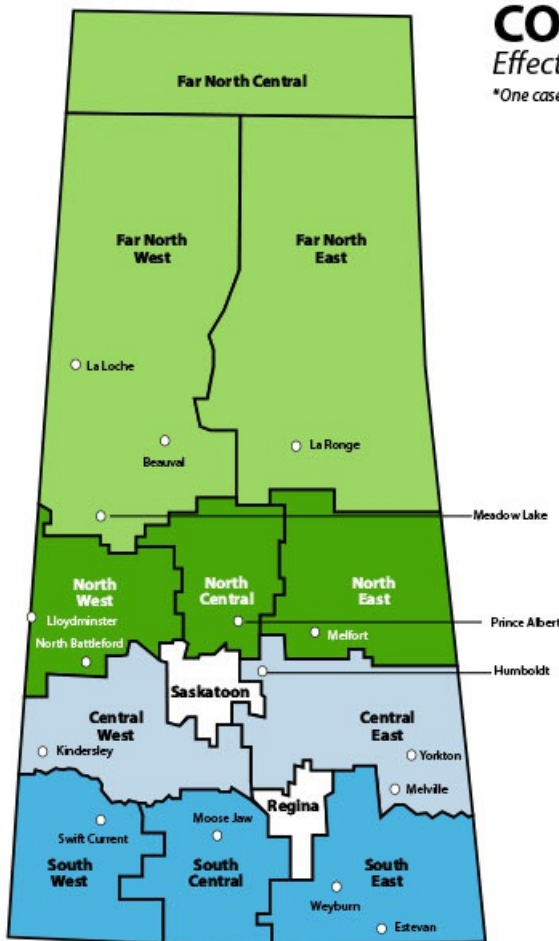 CO
Effect
*One case
Far North Central
Far North
West
Far North
East
La Loche
Beauval
La Ronge
Meadow Lake
North
West
North
Central
North
East
Lloydminster
Prince Albert
North Battleford
Melfort
Saskatoon
Humboldt
Central
West
Central
East
Kindersley
Yorkton
Melville
Regina
Swift Current
Moose Jaw
South
West
South
Central
South
East
Weyburn
Estevan